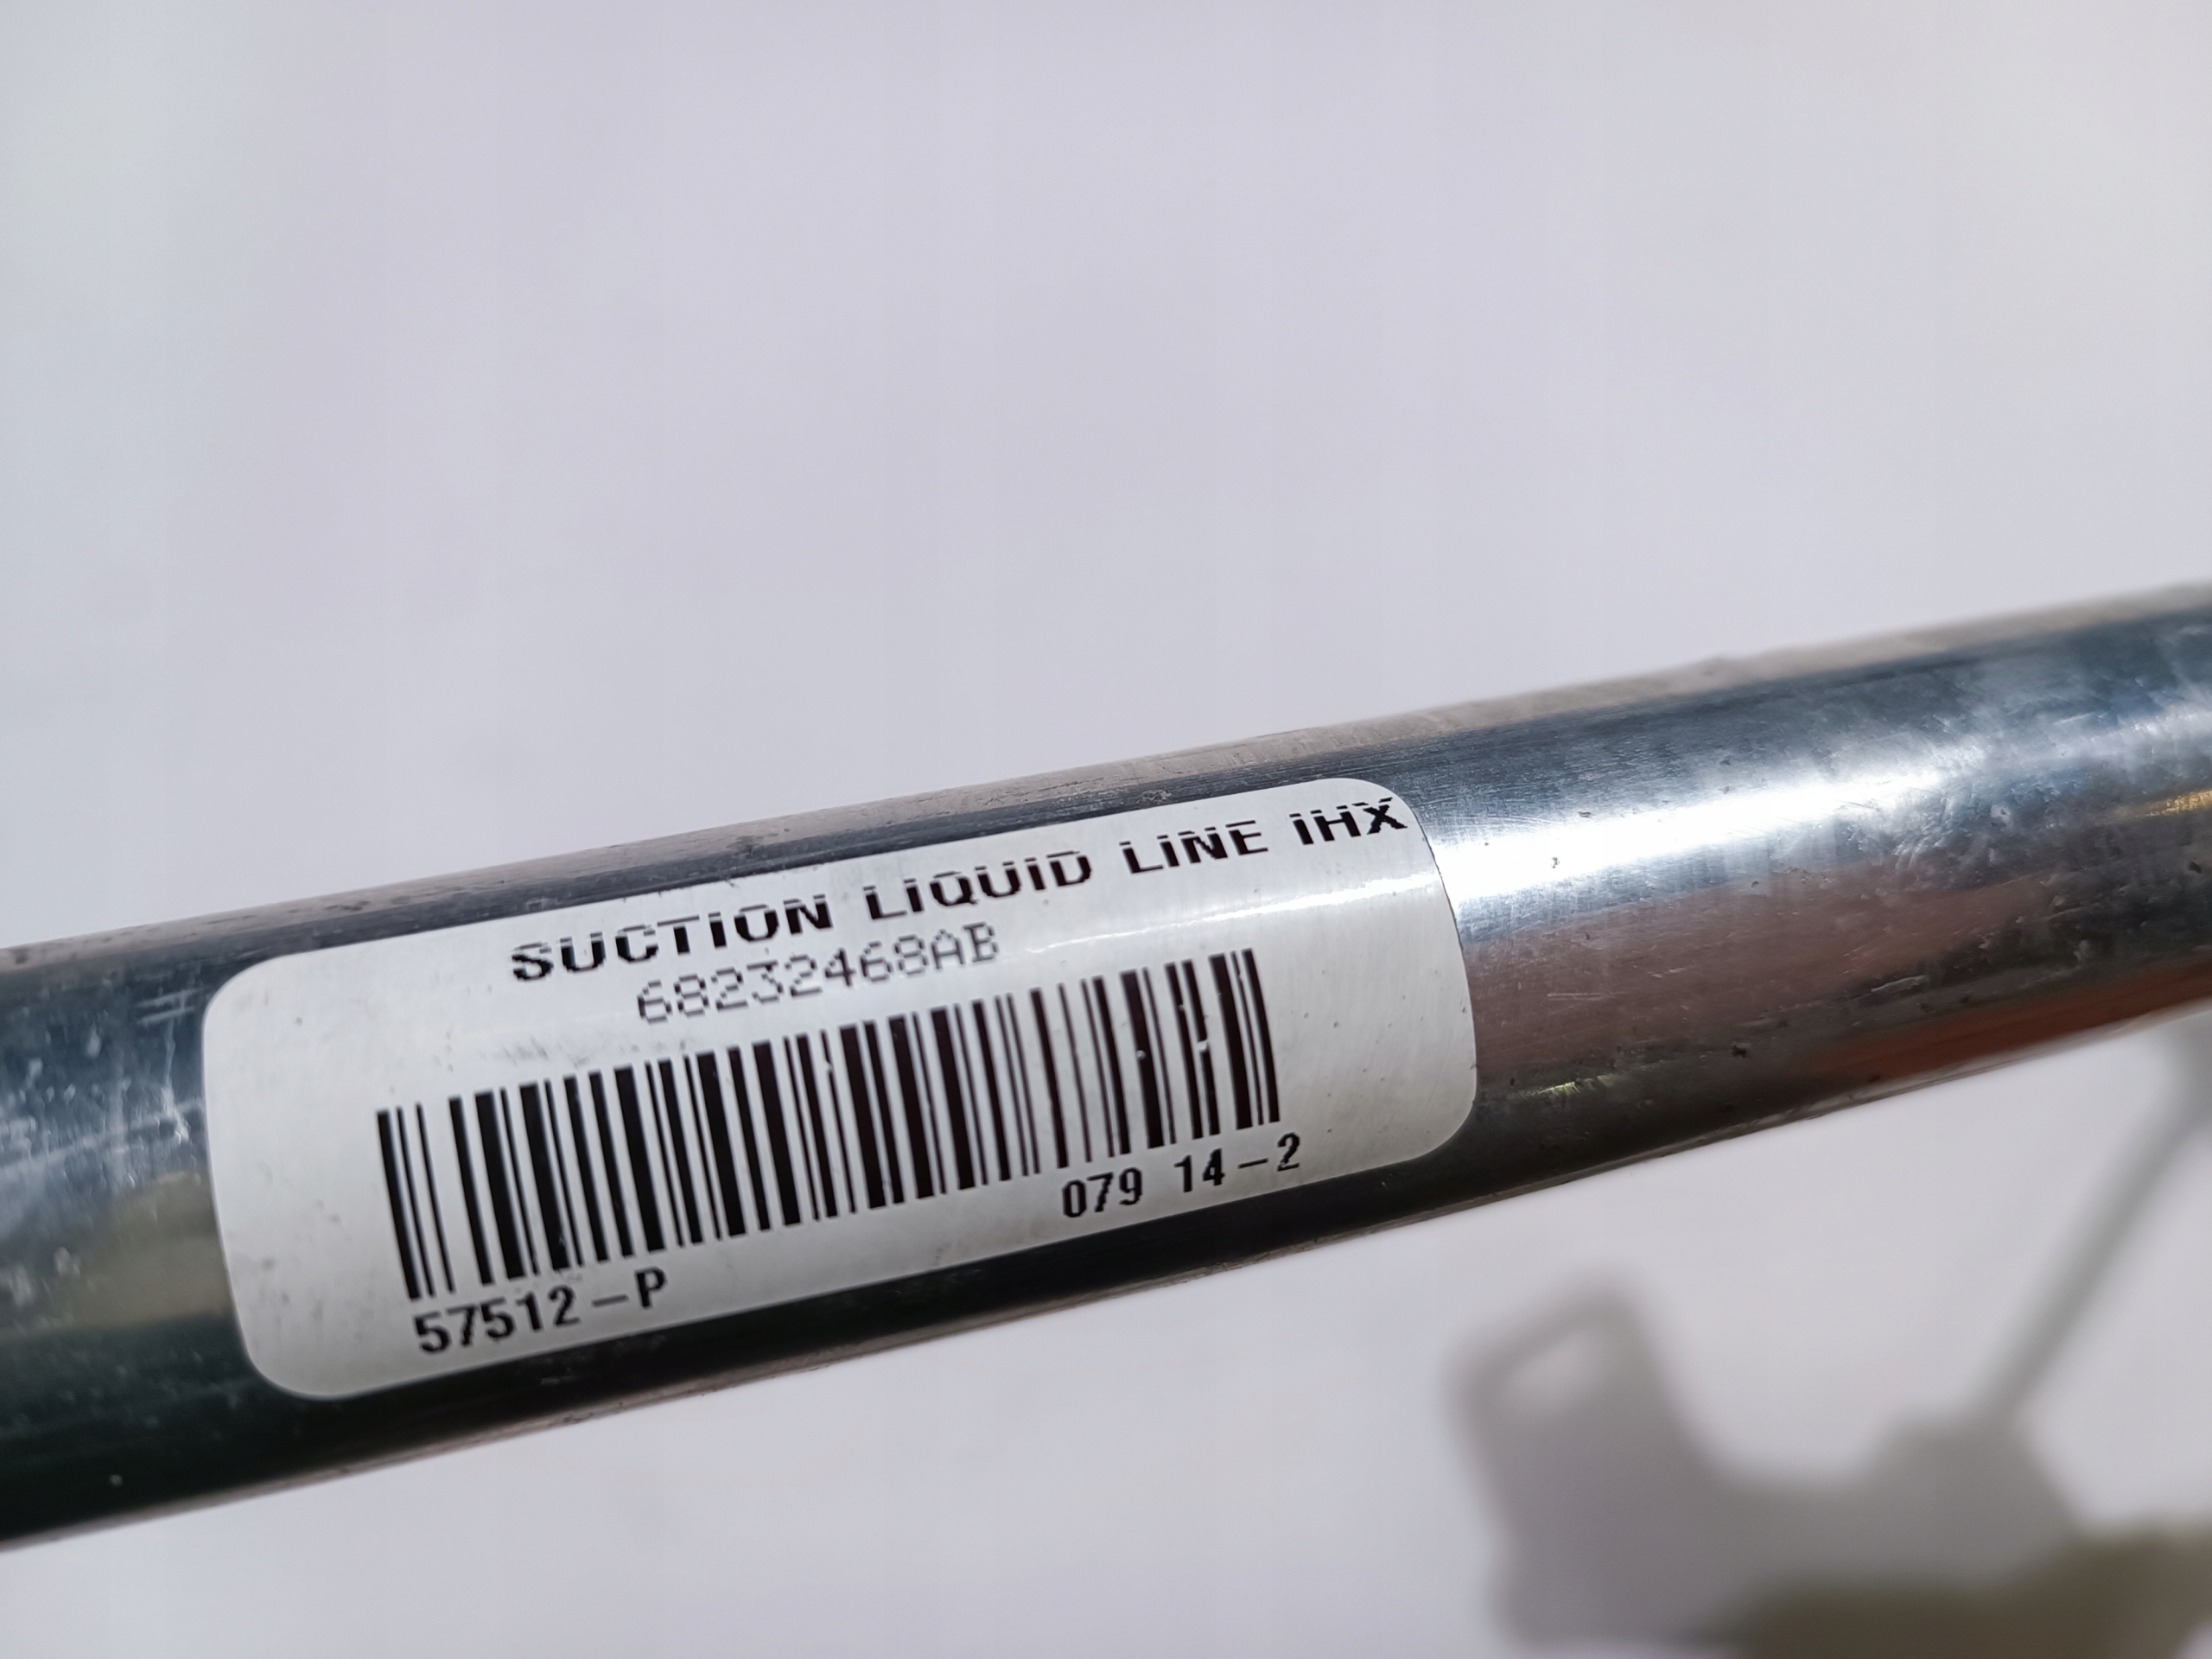 SUCTION LIQUID LINE IHX
68232468AB
079 14-2
57512-P